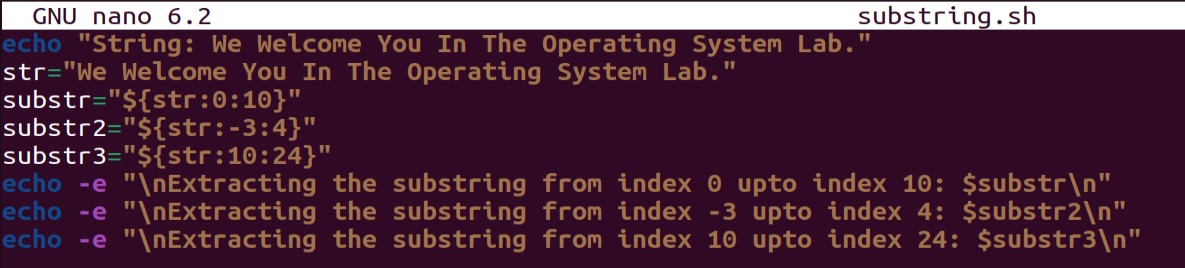 GNU nano 6.2 substring.sh
echo "String: We Welcome You In The Operating System Lab."
str="We Welcome You In The Operating System Lab."
substr="${str:0:10}"
substr2="${str:-3:4}"
substr3="${str:10:24}"
echo -e "\nExtracting the substring from index 0 upto index 10: $substr\n"
echo -e "\nExtracting the substring from index -3 upto index 4: $substr2\n"
echo -e "\nExtracting the substring from index 10 upto index 24: $substr3\n"